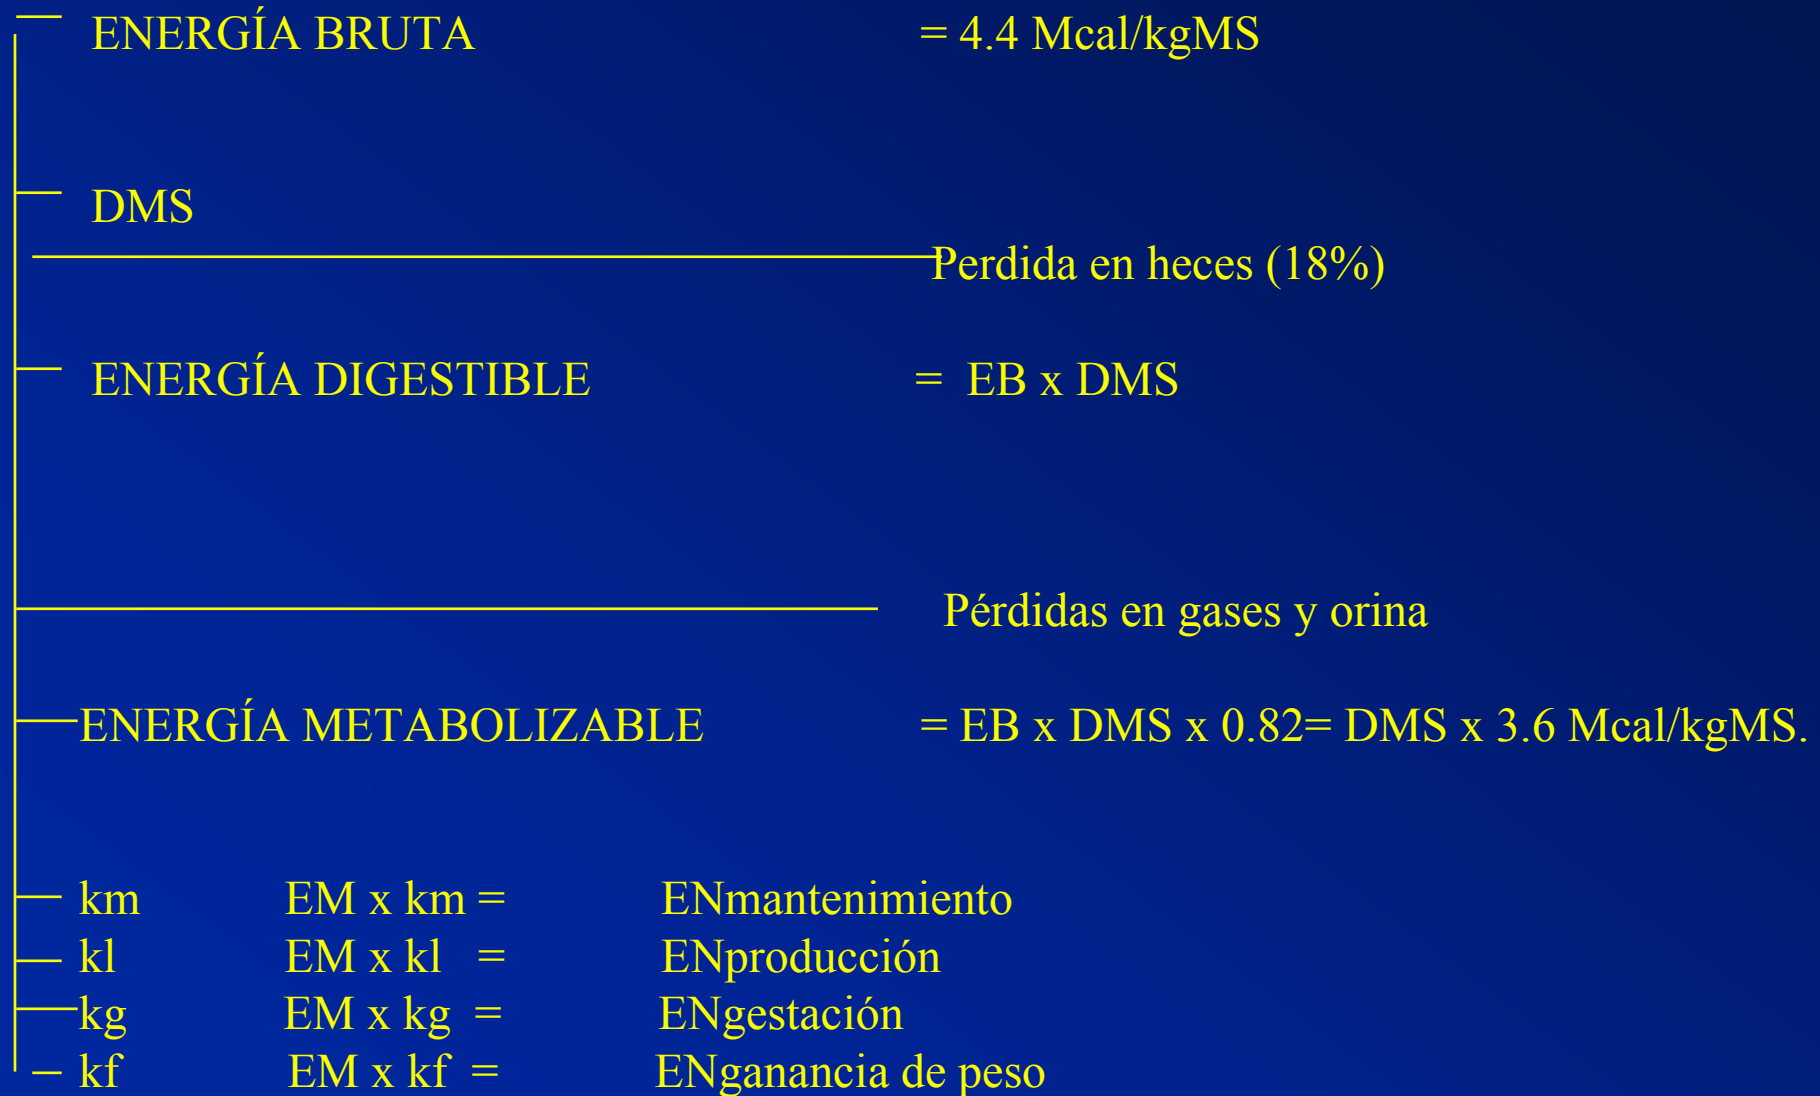 ENERGÍA BRUTA = 4.4 Mcal/kgMS
DMS
Perdida en heces (18%)
ENERGÍA DIGESTIBLE = EB x DMS
Pérdidas en gases y orina
ENERGÍA METABOLIZABLE = EB x DMS x 0.82= DMS x 3.6 Mcal/kgMS.
km EM x km = ENmantenimiento
kl EM x kl = ENproducción
kg EM x kg = ENgestación
kf EM x kf = ENganancia de peso